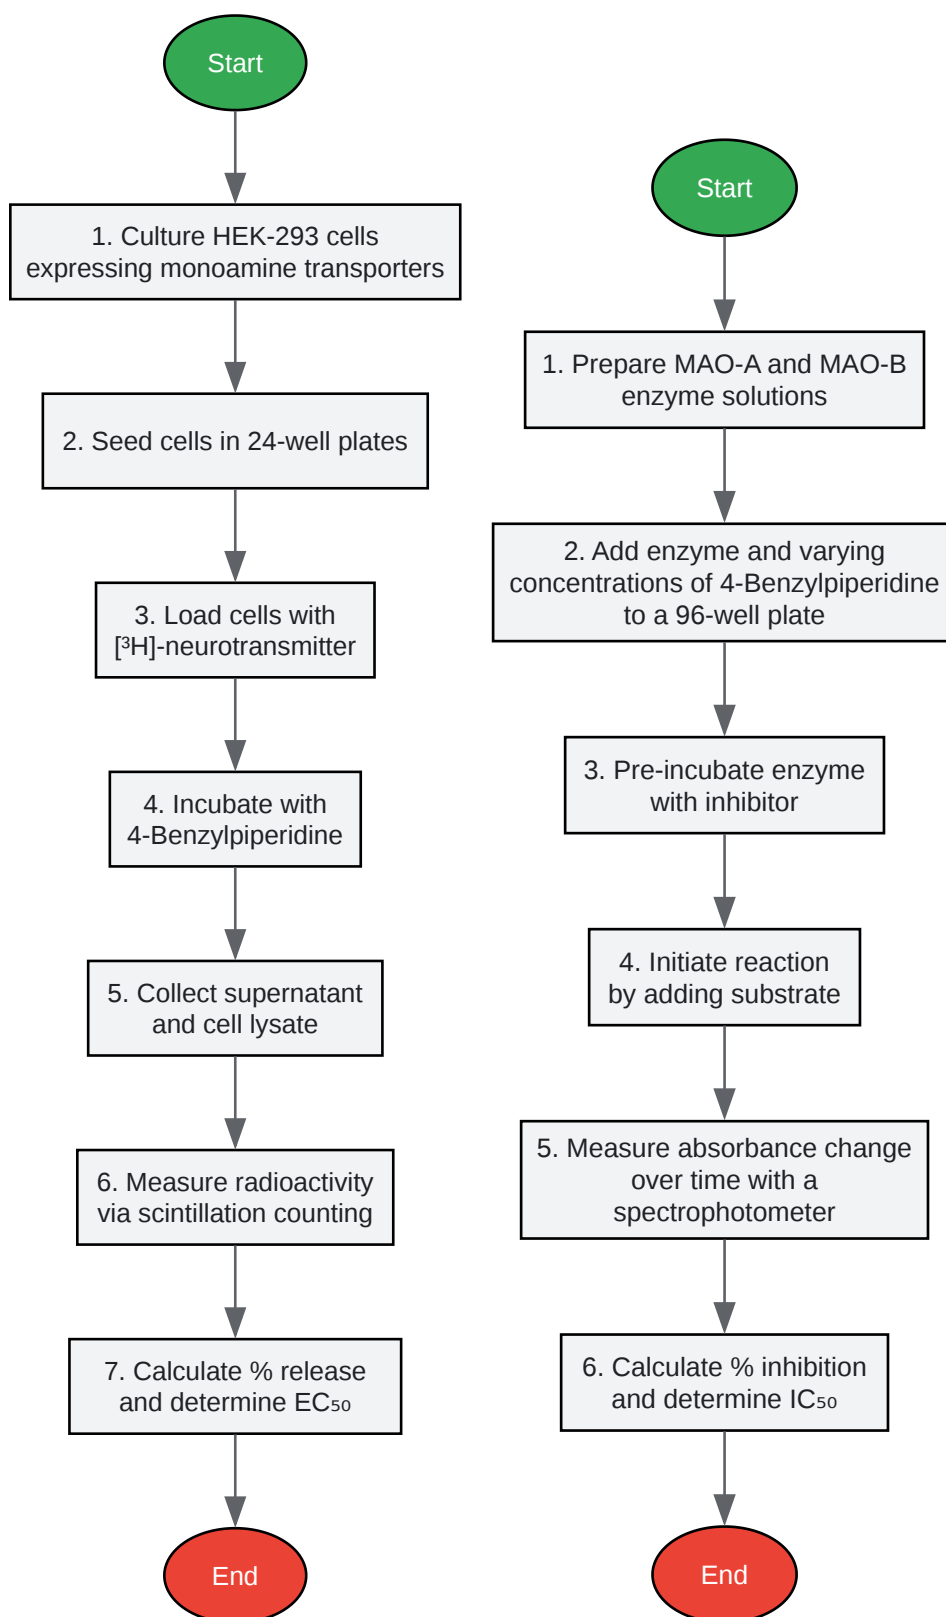 Start
1. Culture HEK-293 cells
expressing monoamine transporters
2. Seed cells in 24-well plates
3. Load cells with
[³H]-neurotransmitter
4. Incubate with
4-Benzylpiperidine
5. Collect supernatant
and cell lysate
6. Measure radioactivity
via scintillation counting
7. Calculate % release
and determine EC₅₀
End
Start
1. Prepare MAO-A and MAO-B
enzyme solutions
2. Add enzyme and varying
concentrations of 4-Benzylpiperidine
to a 96-well plate
3. Pre-incubate enzyme
with inhibitor
4. Initiate reaction
by adding substrate
5. Measure absorbance change
over time with a
spectrophotometer
6. Calculate % inhibition
and determine IC₅₀
End